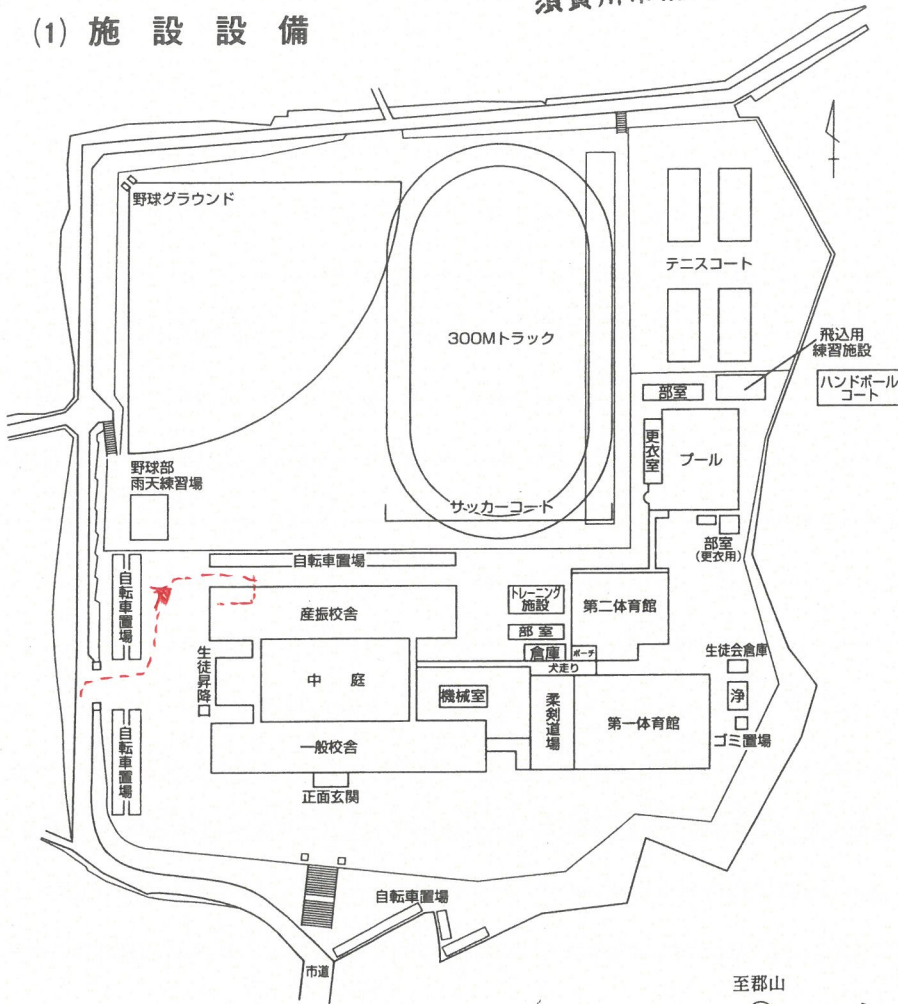 (1) 施設設備
野球グラウンド
テニスコート
300Mトラック
飛込用
練習施設
ハンドボール
コート
部室
更衣室
プール
野球部
雨天練習場
サッカーコート
部室
(更衣用)
自転車置場
自転車置場
トレーニング
施設
第二体育館
産振校舎
部室
倉庫
ポーチ
犬走り
生徒会倉庫
生徒昇降口
中庭
機械室
柔剣道場
第一体育館
浄
ゴミ置場
自転車置場
一般校舎
正面玄関
自転車置場
市道
至郡山